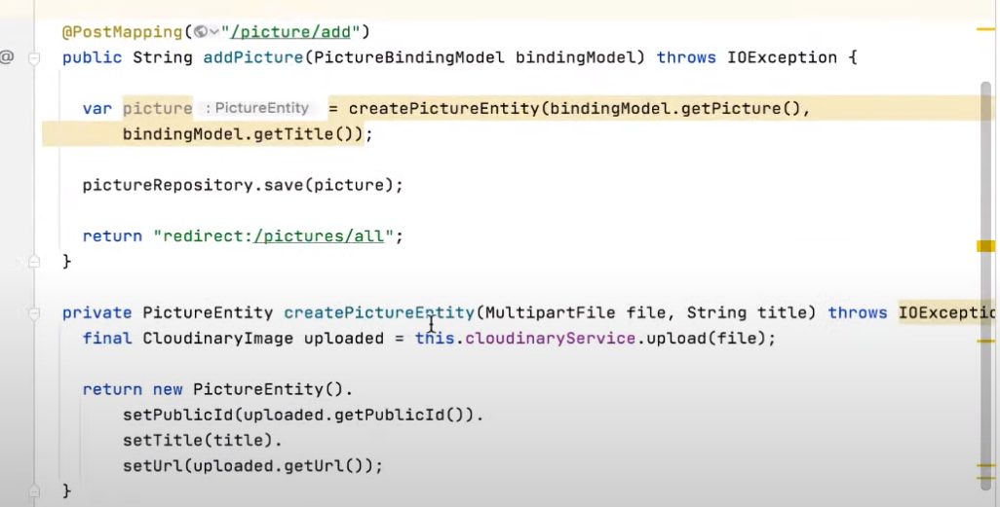 @PostMapping("/picture/add")
@ public String addPicture(PictureBindingModel bindingModel) throws IOException {
var picture : PictureEntity = createPictureEntity(bindingModel.getPicture(),
bindingModel.getTitle());
pictureRepository.save(picture);
return "redirect:/pictures/all";
}
private PictureEntity createPictureEntity(MultipartFile file, String title) throws IOExceptio
final CloudinaryImage uploaded = this.cloudinaryService.upload(file);
return new PictureEntity().
setPublicId(uploaded.getPublicId()).
setTitle(title).
setUrl(uploaded.getUrl());
}